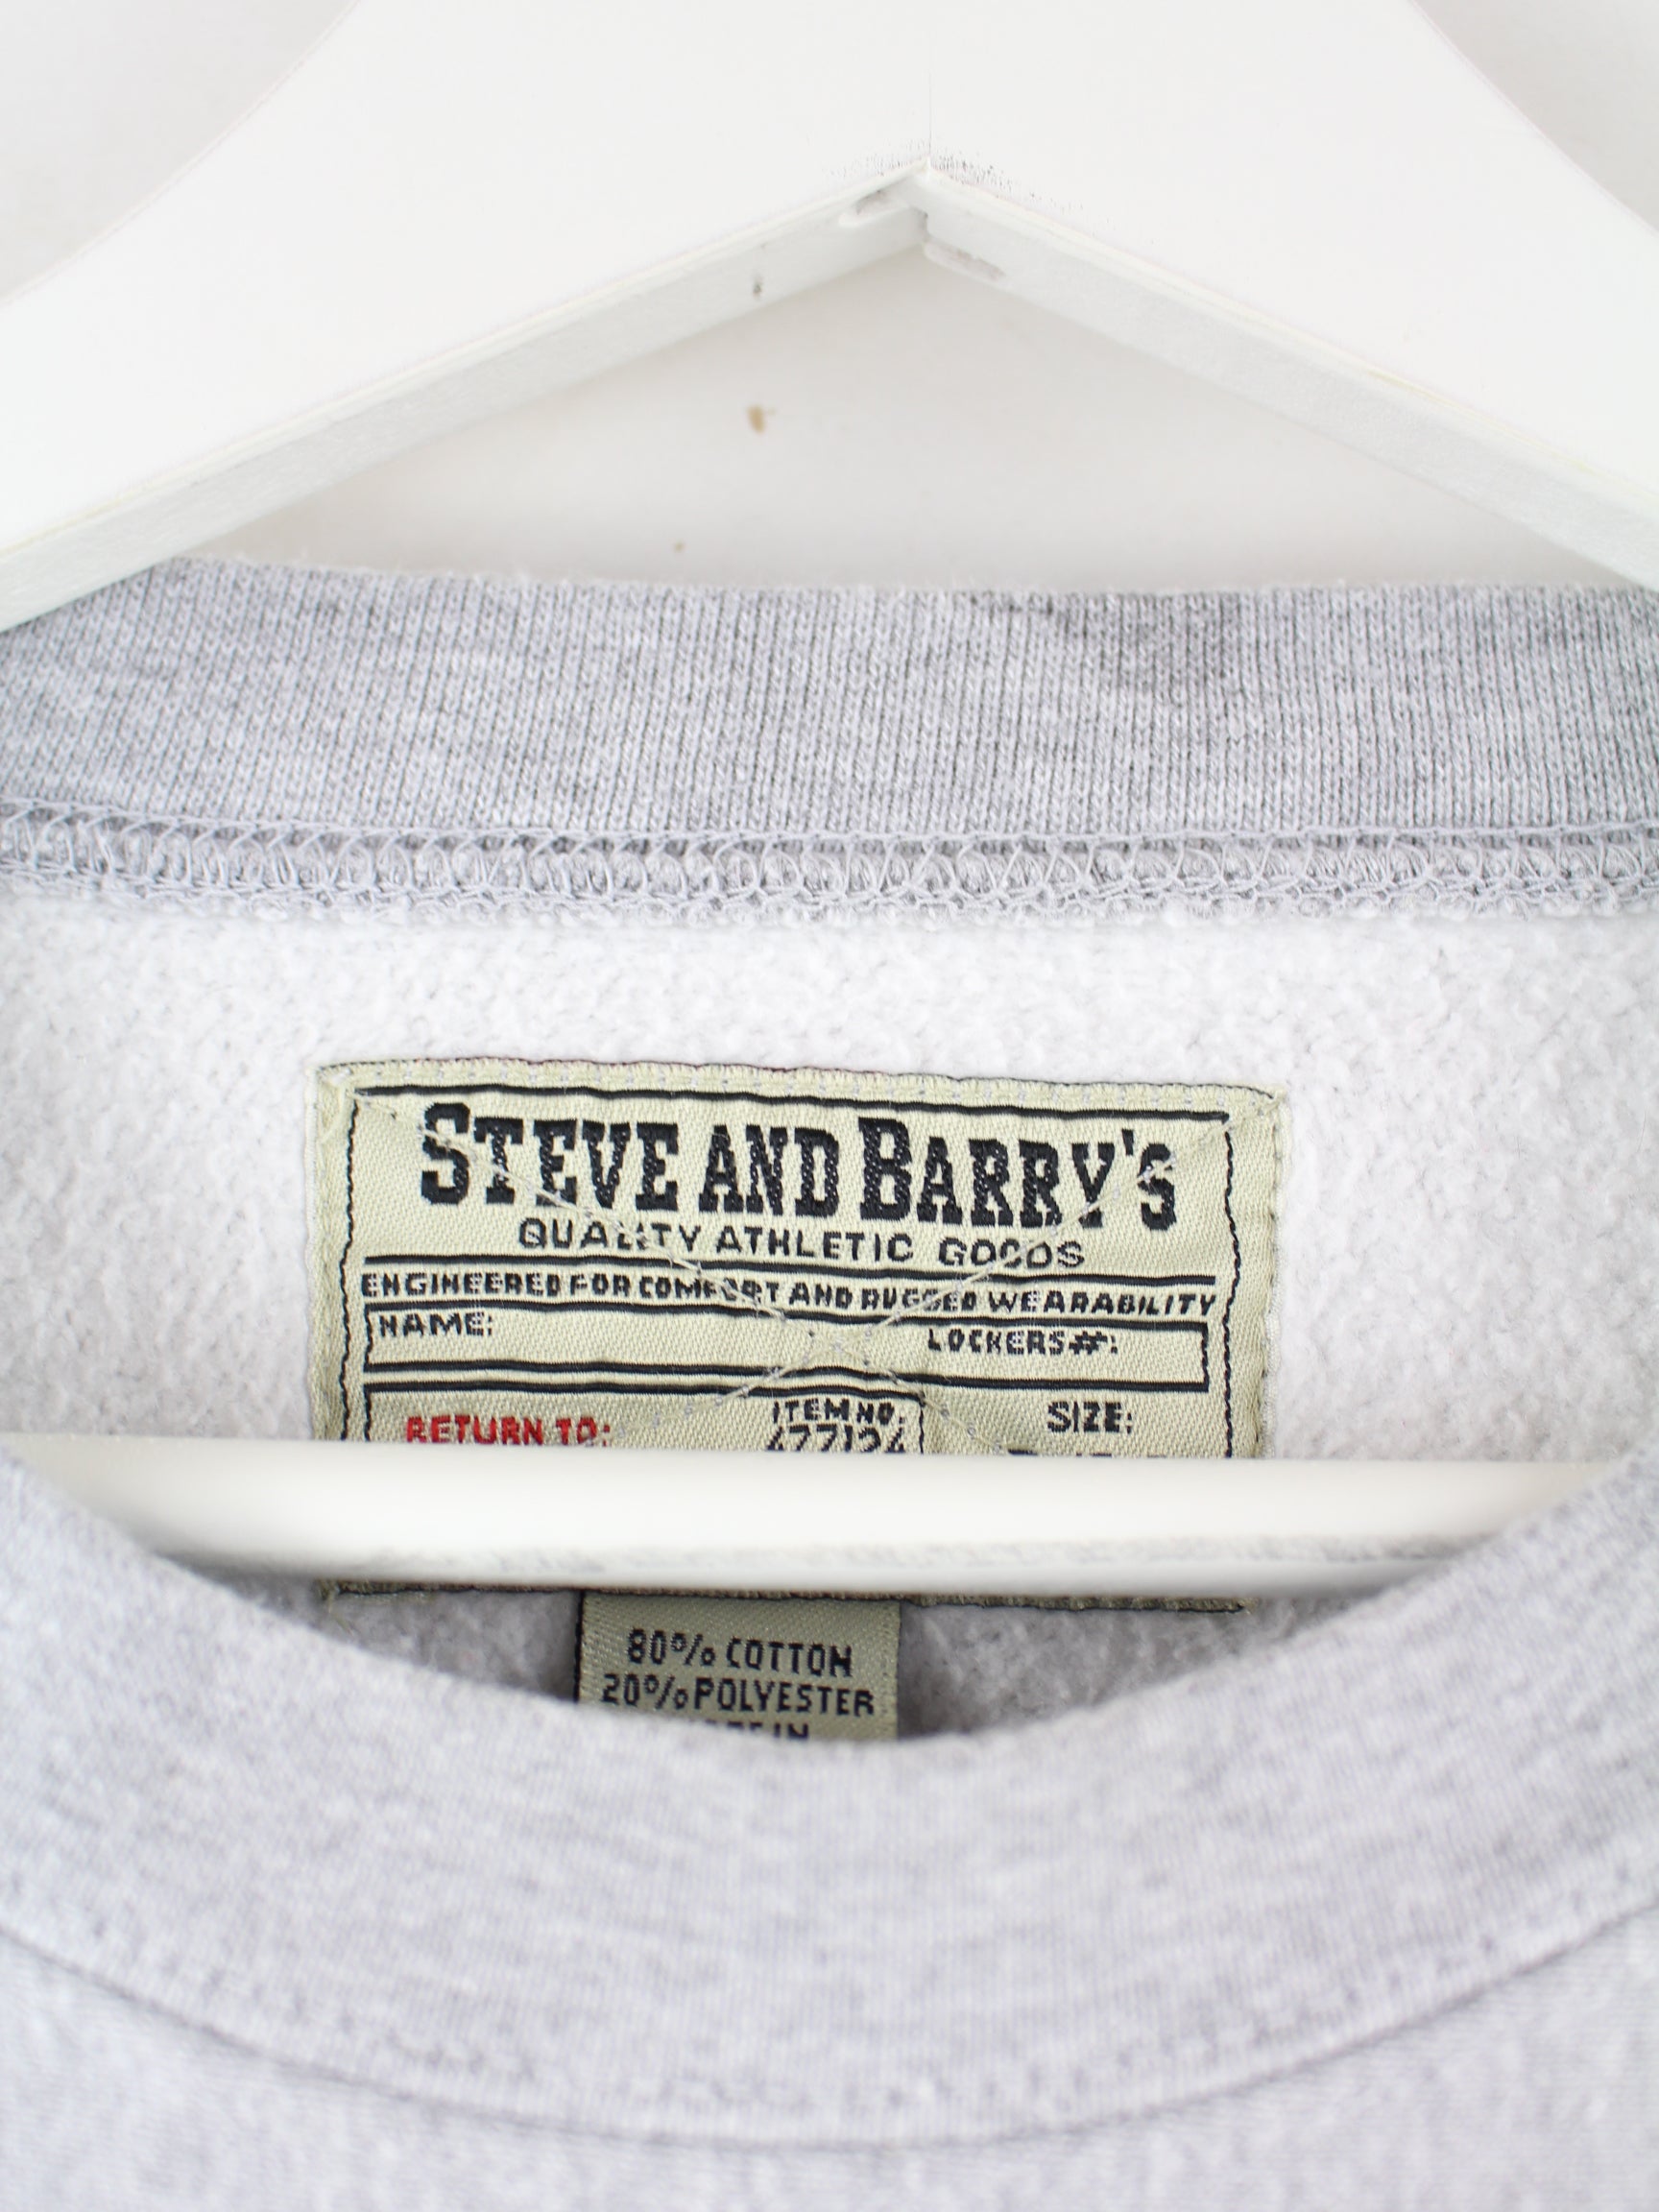 STEVE AND BARRY'S
QUALITY ATHLETIC GOODS
ENGINEERED FOR COMFORT AND RUGGED WEARABILITY
NAME: LOCKERS#:
RETURN TO: ITEM NO. SIZE:
477124
80% COTTON
20% POLYESTER